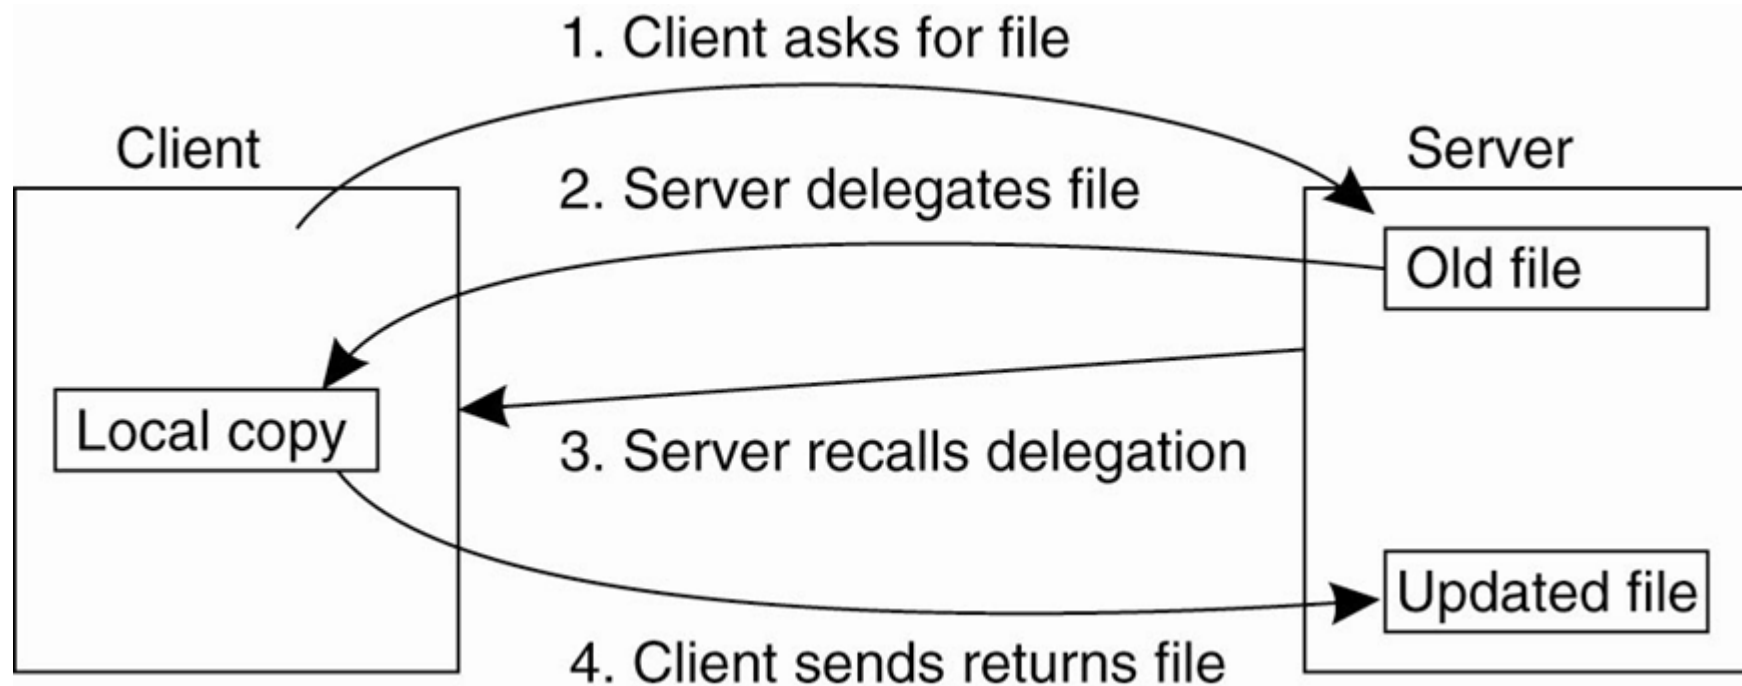 1. Client asks for file
Client
Server
2. Server delegates file
Old file
Local copy
3. Server recalls delegation
Updated file
4. Client sends returns file